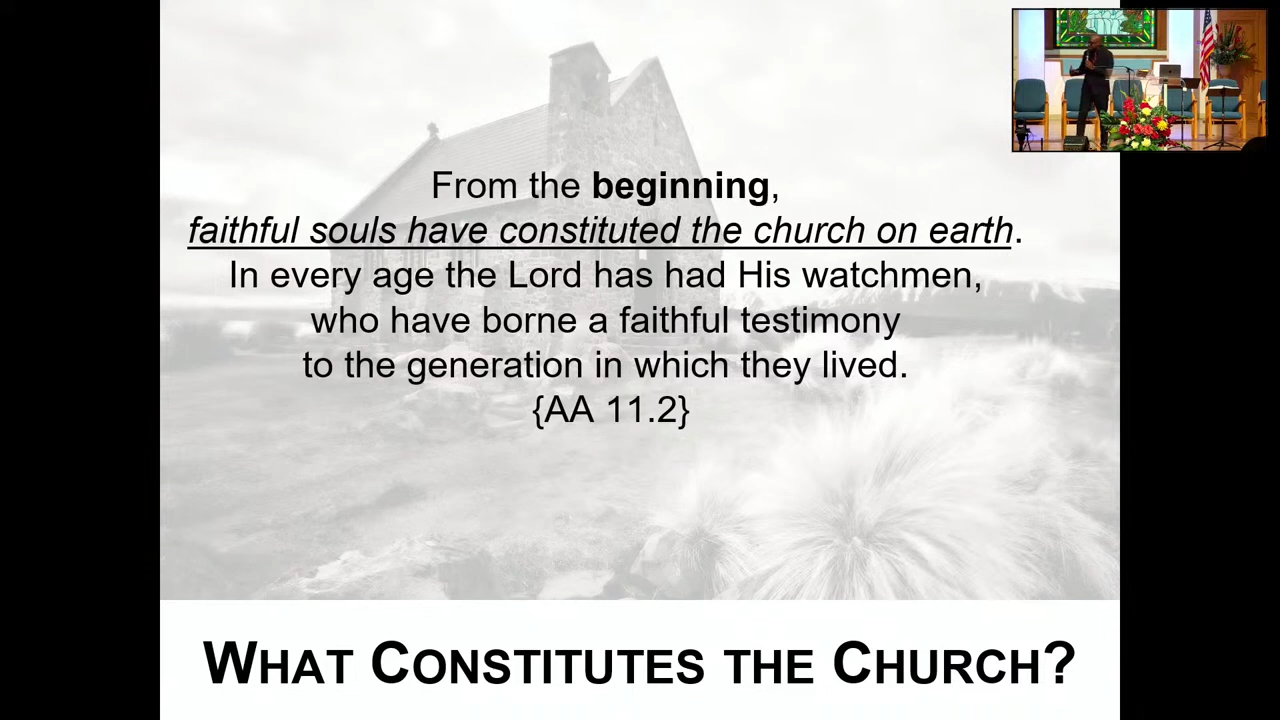 From the beginning,
faithful souls have constituted the church on earth.
In every age the Lord has had His watchmen,
who have borne a faithful testimony
to the generation in which they lived.
{AA 11.2}
WHAT CONSTITUTES THE CHURCH?